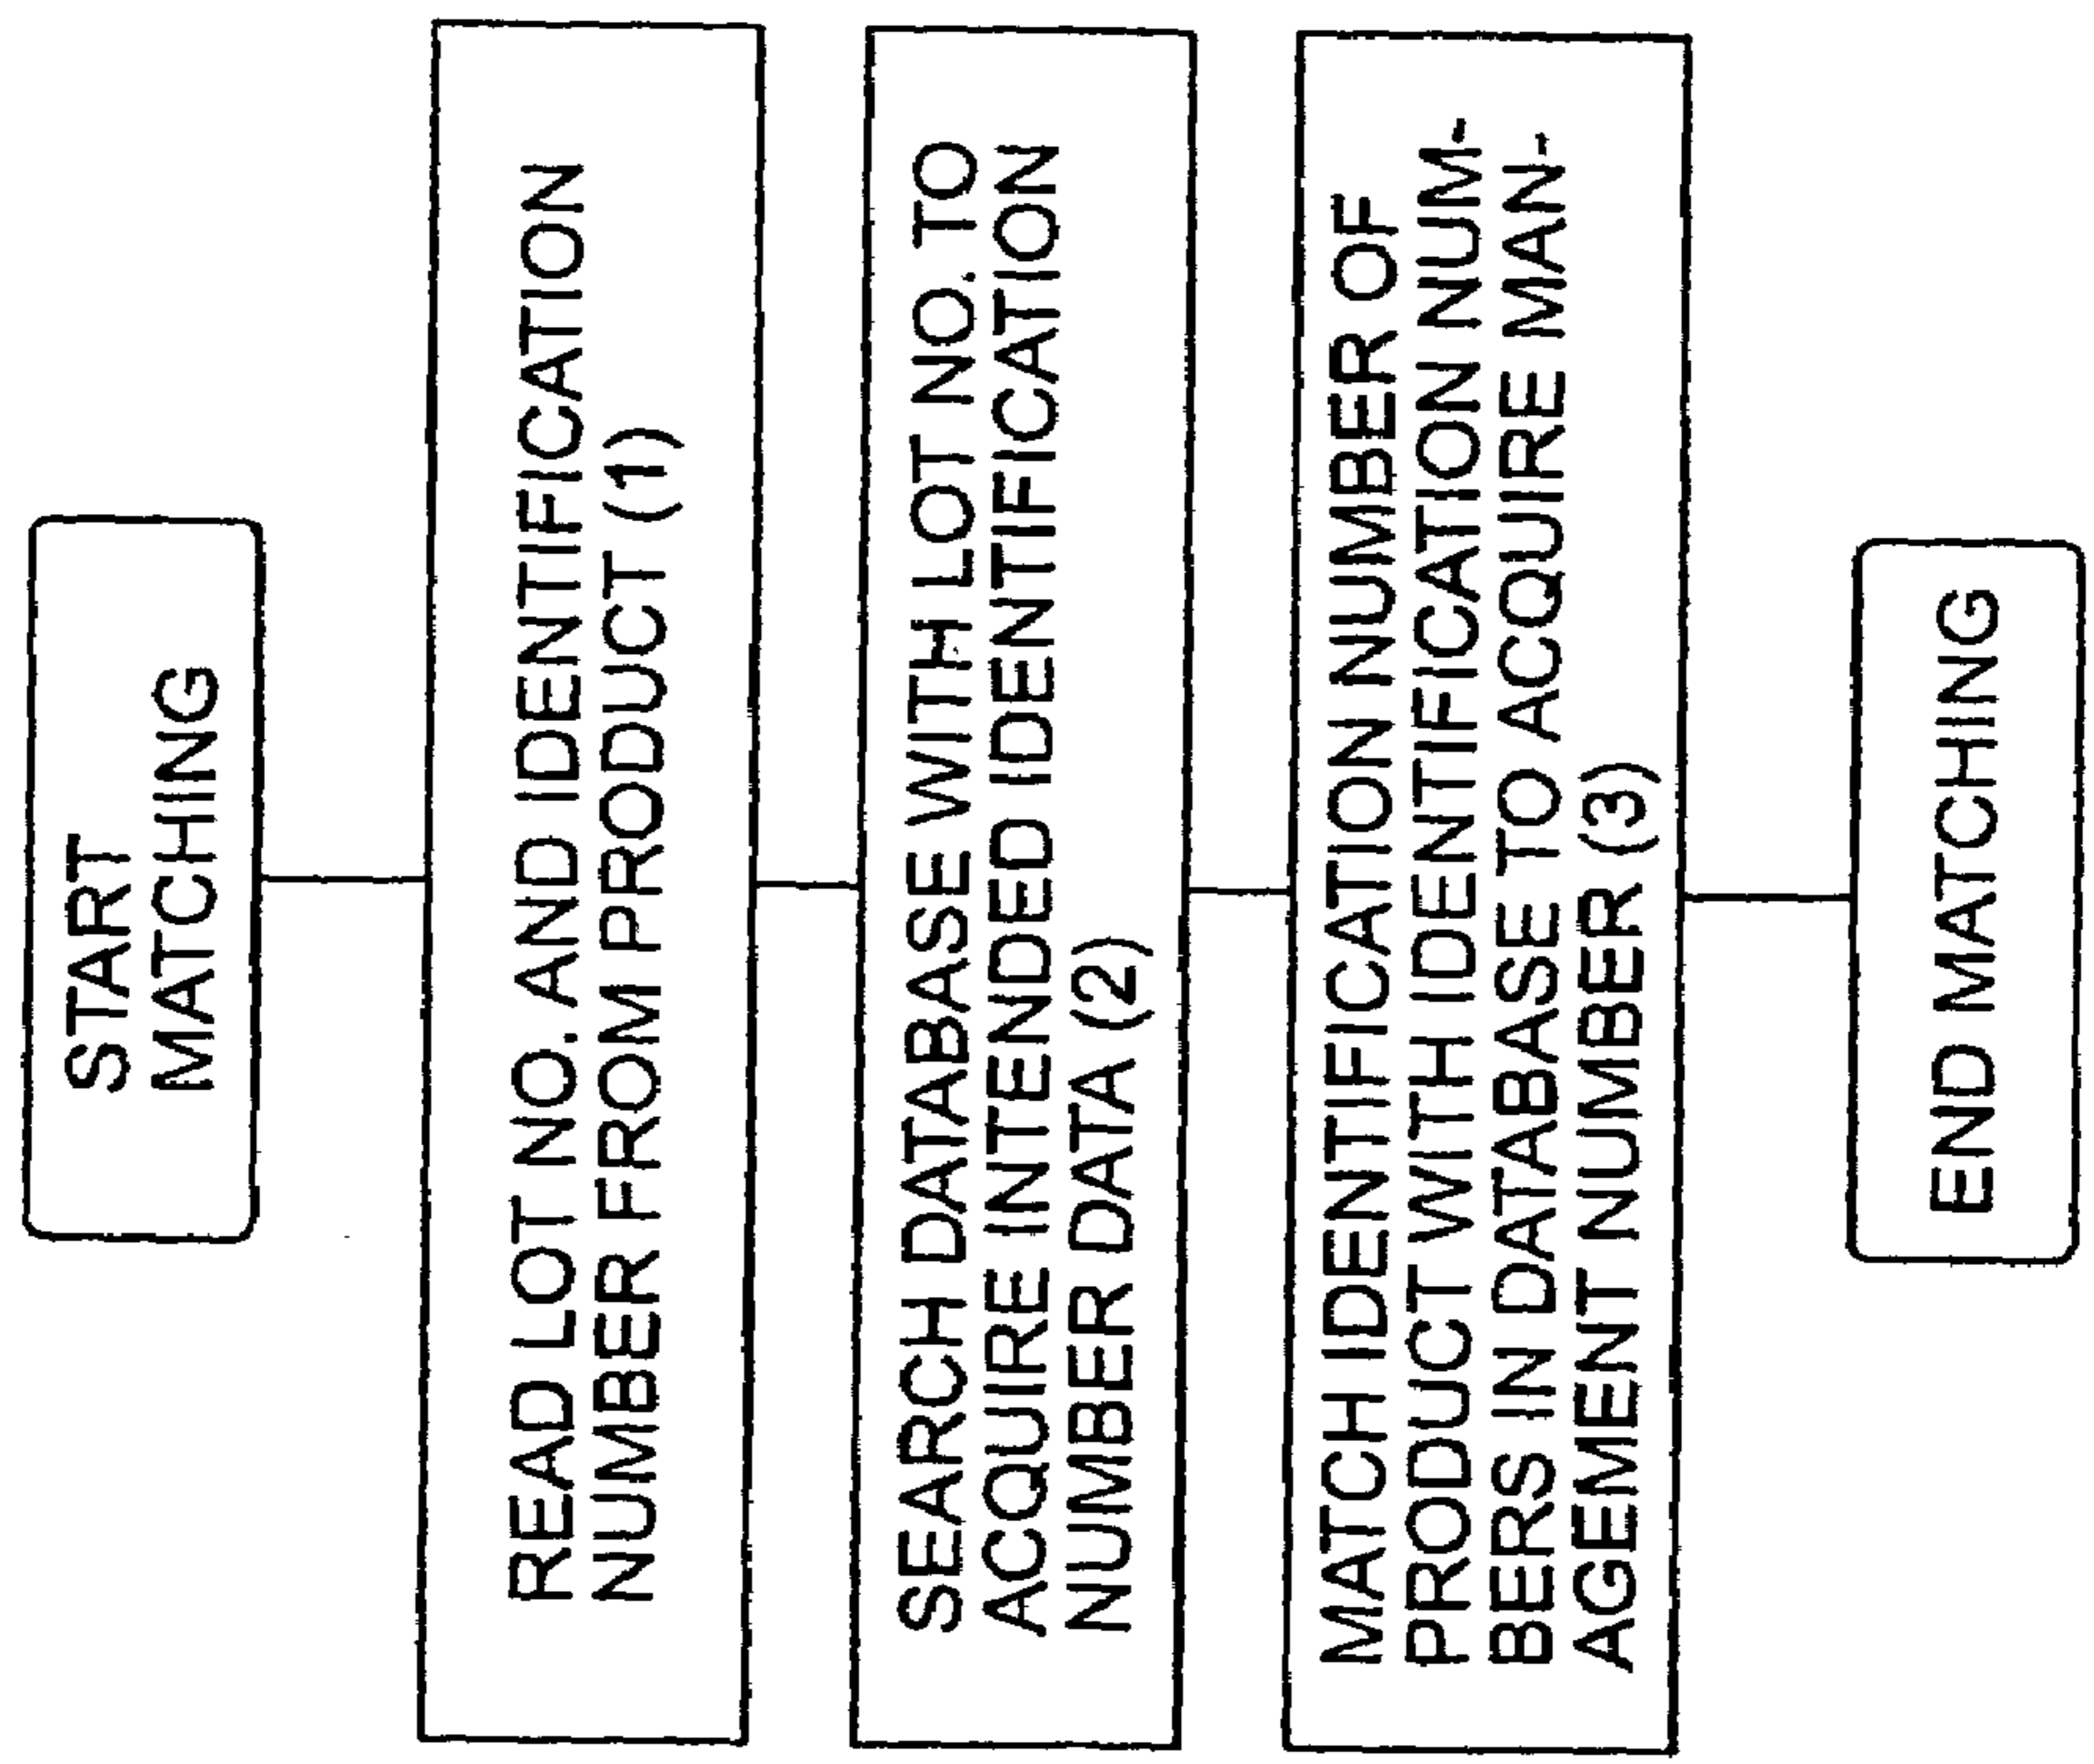 START
MATCHING
READ LOT NO. AND IDENTIFICATION
NUMBER FROM PRODUCT (1)
SEARCH DATABASE WITH LOT NO. TO
ACQUIRE INTENDED IDENTIFICATION
NUMBER DATA (2)
MATCH IDENTIFICATION NUMBER OF
PRODUCT WITH IDENTIFICATION NUM-
BERS IN DATABASE TO ACQUIRE MAN-
AGEMENT NUMBER (3)
END MATCHING